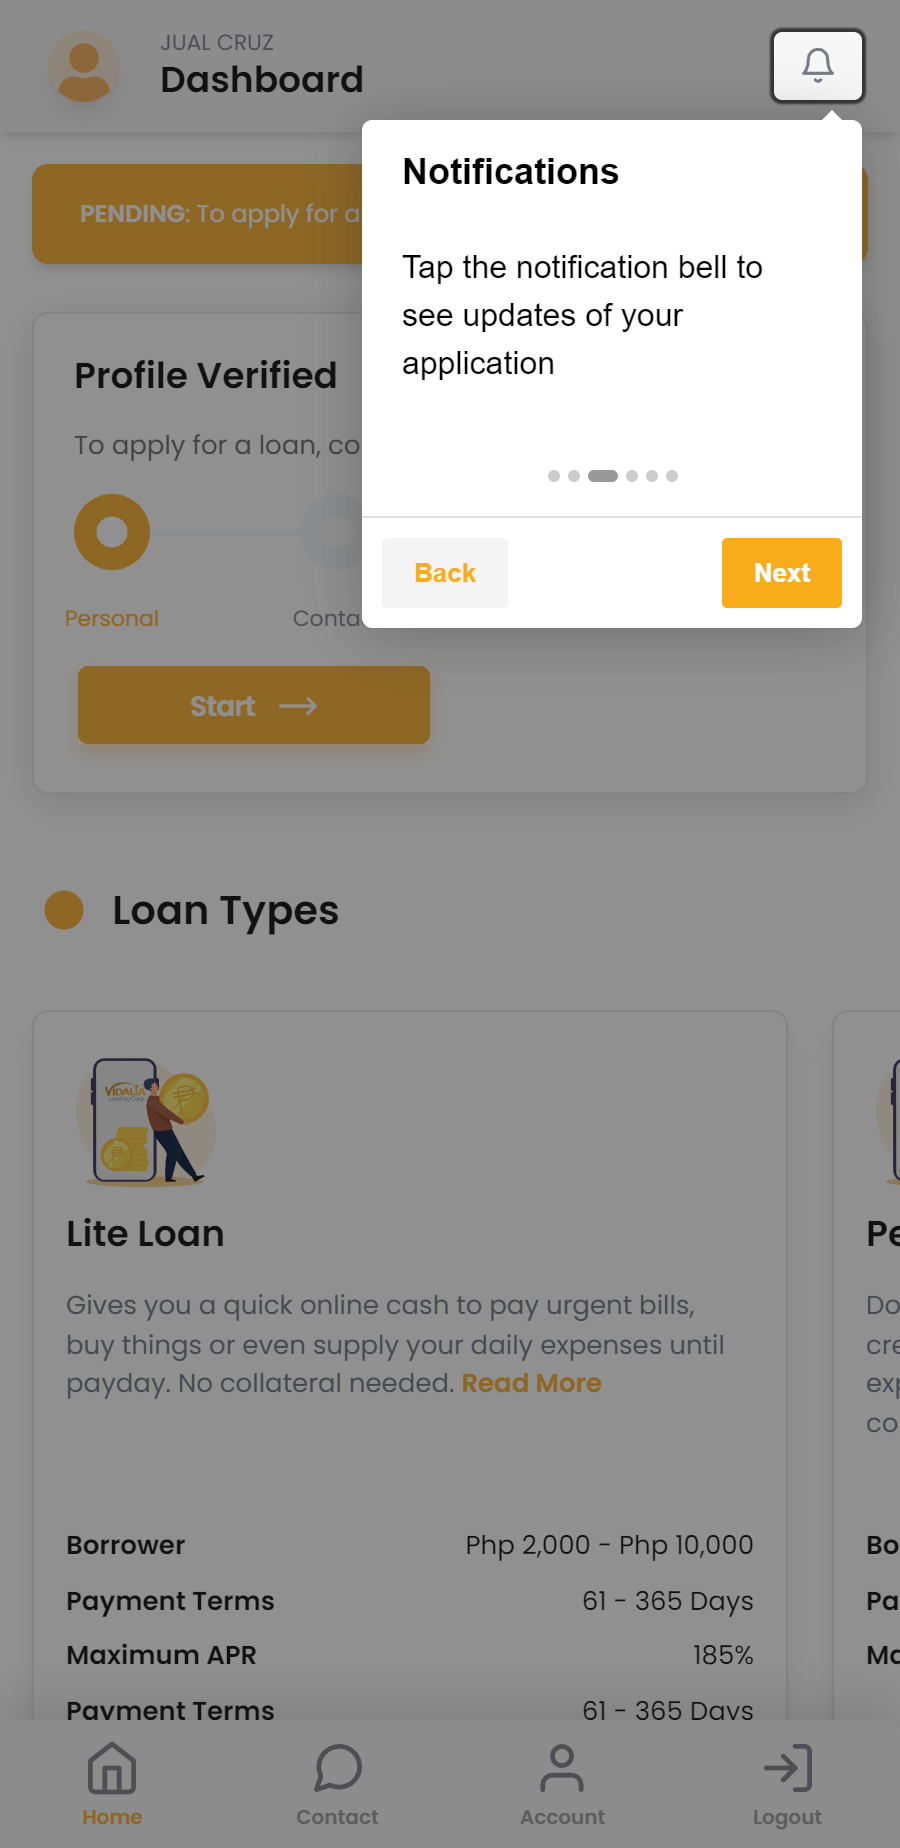 JUAL CRUZ
Dashboard
Notifications
Tap the notification bell to
see updates of your
application
Back
Next
PENDING: To apply for a
Profile Verified
To apply for a loan, co
Personal
Conta
Start
Loan Types
VIDALIA
Lending Corp.
Lite Loan
Gives you a quick online cash to pay urgent bills,
buy things or even supply your daily expenses until
payday. No collateral needed. Read More
Borrower Php 2,000 - Php 10,000
Payment Terms 61 - 365 Days
Maximum APR 185%
Payment Terms 61 - 365 Days
Pe
Do
cre
exp
co
Bo
Pa
Ma
Home
Contact
Account
Logout